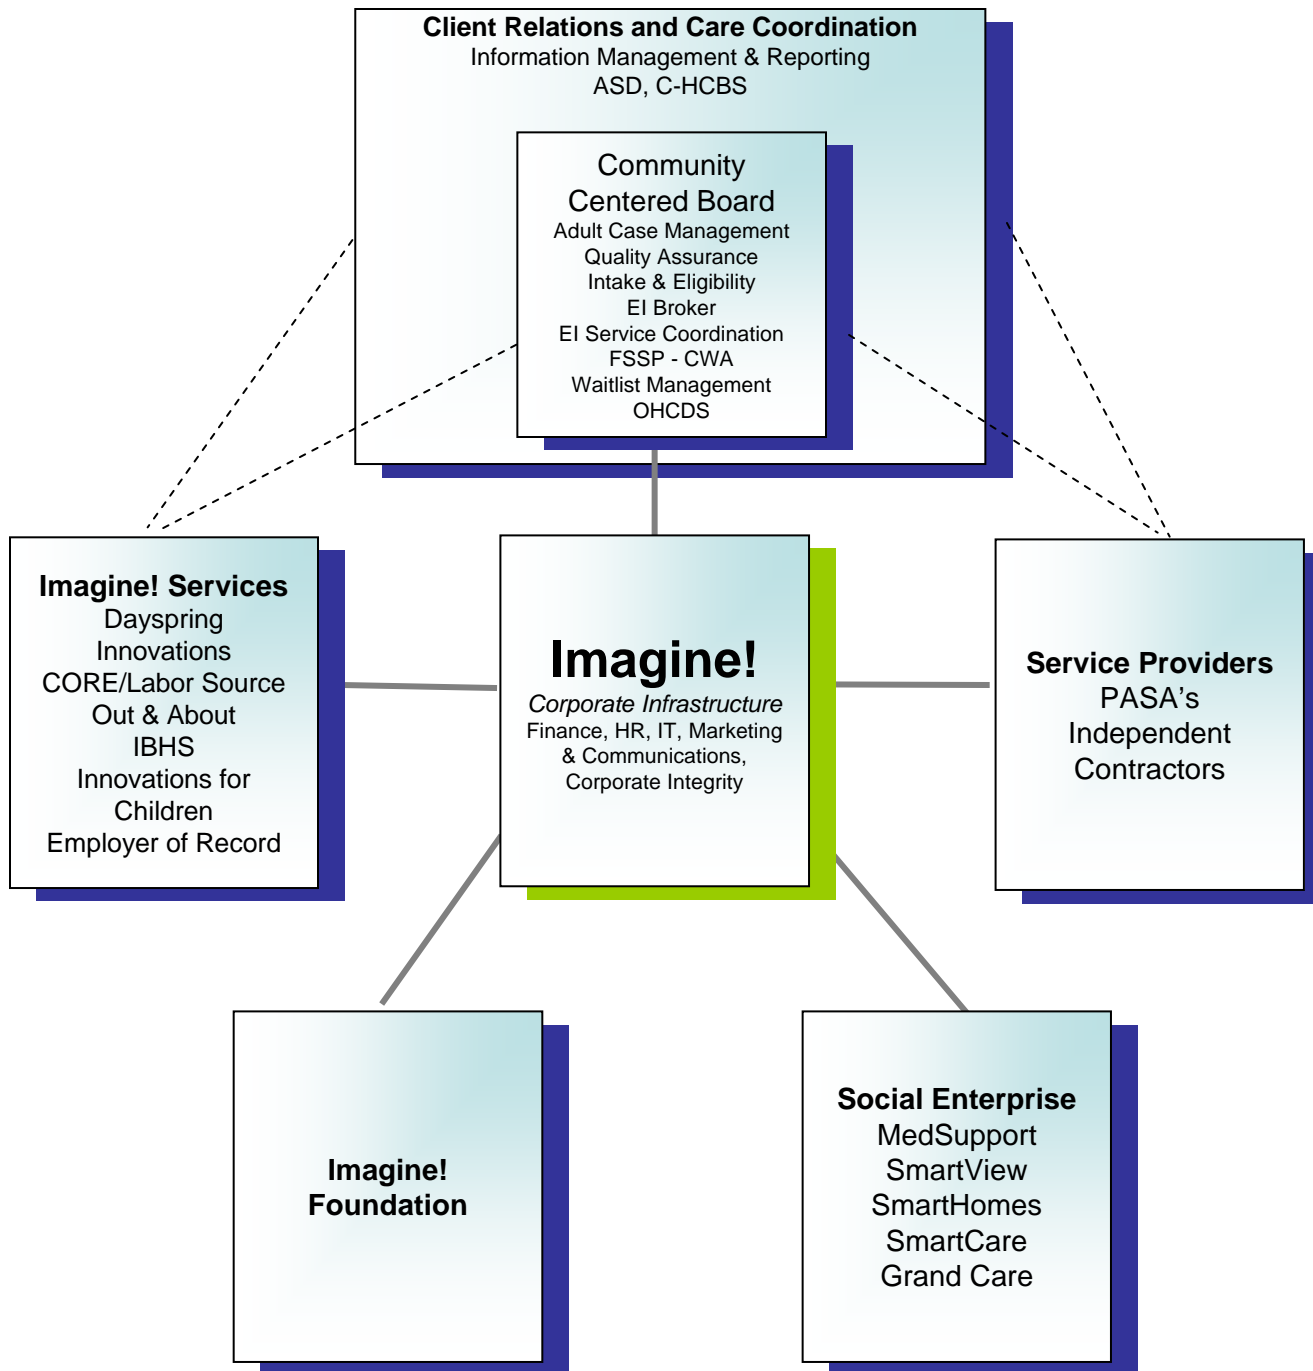 Client Relations and Care Coordination
Information Management & Reporting
ASD, C-HCBS
Community
Centered Board
Adult Case Management
Quality Assurance
Intake & Eligibility
EI Broker
EI Service Coordination
FSSP - CWA
Waitlist Management
OHCDS
Imagine! Services
Dayspring
Innovations
CORE/Labor Source
Out & About
IBHS
Innovations for
Children
Employer of Record
Imagine!
Corporate Infrastructure
Finance, HR, IT, Marketing
& Communications,
Corporate Integrity
Service Providers
PASA's
Independent
Contractors
Imagine!
Foundation
Social Enterprise
MedSupport
SmartView
SmartHomes
SmartCare
Grand Care